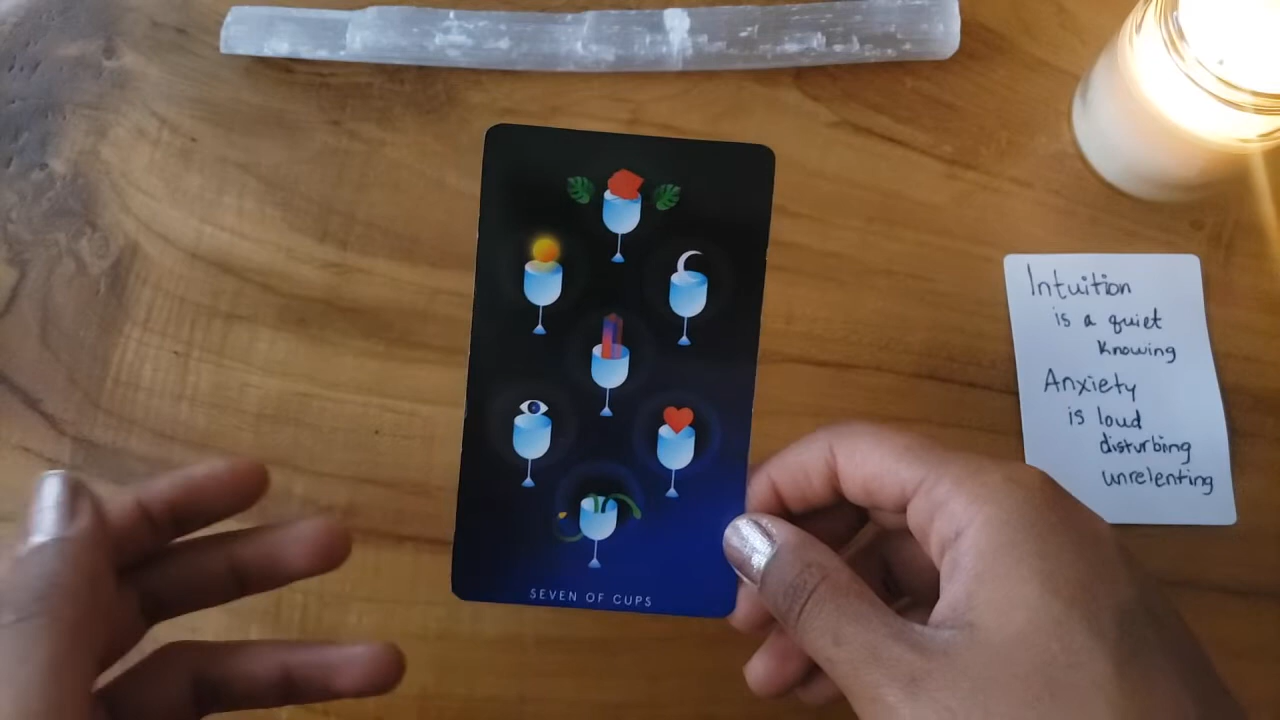 SEVEN OF CUPS
Intuition
is a quiet
knowing
Anxiety
is loud
disturbing
unrelenting